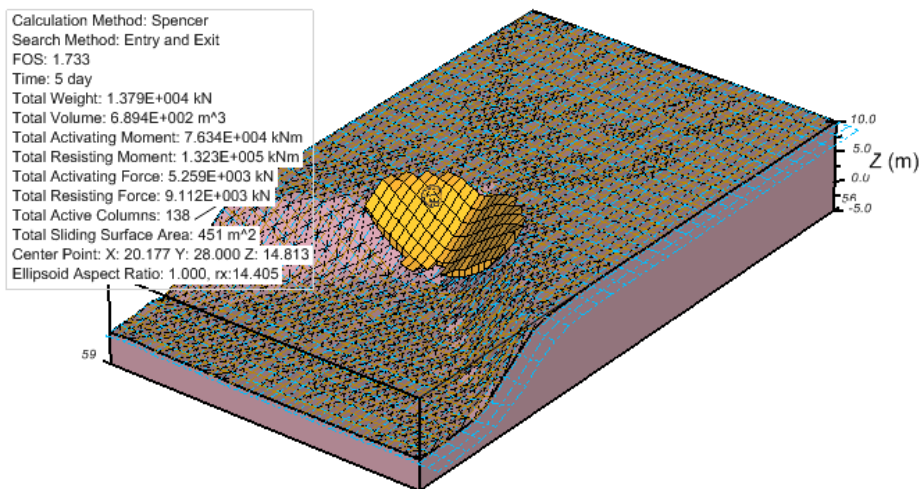 Calculation Method: Spencer
Search Method: Entry and Exit
FOS: 1.733
Time: 5 day
Total Weight: 1.379E+004 kN
Total Volume: 6.894E+002 m^3
Total Activating Moment: 7.634E+004 kNm
Total Resisting Moment: 1.323E+005 kNm
Total Activating Force: 5.259E+003 kN
Total Resisting Force: 9.112E+003 kN
Total Active Columns: 138
Total Sliding Surface Area: 451 m^2
Center Point: X: 20.177 Y: 28.000 Z: 14.813
Ellipsoid Aspect Ratio: 1.000, rx:14.405
10.0
77
5.0
Z (m)
0.0
56
-5.0
59